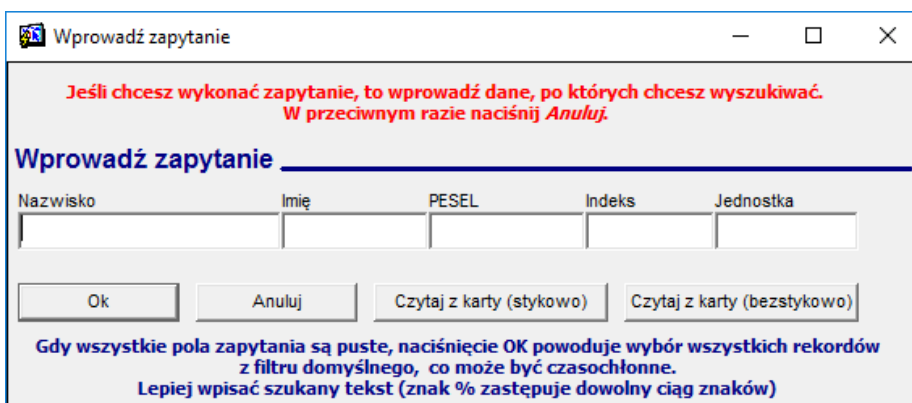 Wprowadź zapytanie
Jeśli chcesz wykonać zapytanie, to wprowadź dane, po których chcesz wyszukiwać.
W przeciwnym razie naciśnij Anuluj.
Wprowadź zapytanie
Nazwisko Imię PESEL Indeks Jednostka
Ok Anuluj Czytaj z karty (stykowo) Czytaj z karty (bezstykowo)
Gdy wszystkie pola zapytania są puste, naciśnięcie OK powoduje wybór wszystkich rekordów
z filtru domyślnego, co może być czasochłonne.
Lepiej wpisać szukany tekst (znak % zastępuje dowolny ciąg znaków)